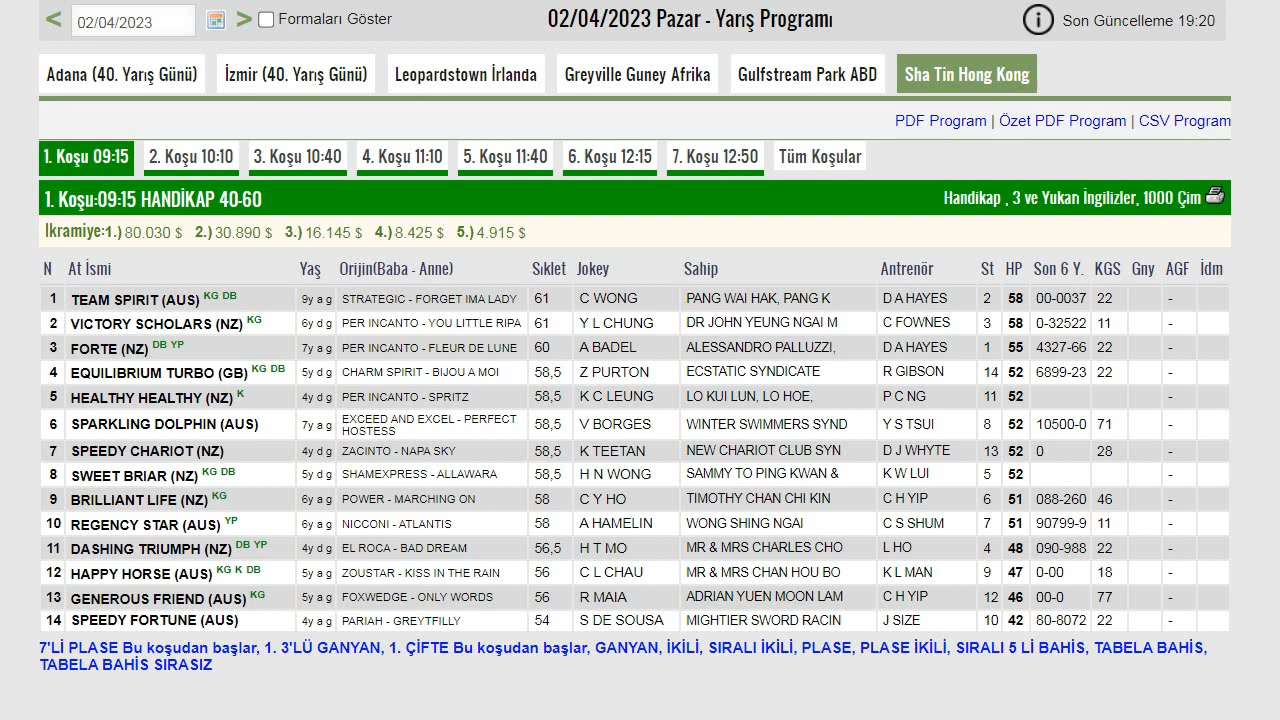 < 02/04/2023 > Formaları Göster 02/04/2023 Pazar - Yarış Programı Son Güncelleme 19:20
Adana (40. Yarış Günü) İzmir (40. Yarış Günü) Leopardstown İrlanda Greyville Guney Afrika Gulfstream Park ABD Sha Tin Hong Kong
PDF Program | Özet PDF Program | CSV Program
1. Koşu 09:15 2. Koşu 10:10 3. Koşu 10:40 4. Koşu 11:10 5. Koşu 11:40 6. Koşu 12:15 7. Koşu 12:50 Tüm Koşular
1. Koşu:09:15 HANDİKAP 40-60 Handikap , 3 ve Yukarı İngilizler, 1000 Çim
Ikramiye:1.) 80.030 $ 2.) 30.890 $ 3.) 16.145 $ 4.) 8.425 $ 5.) 4.915 $
N At İsmi Yaş Orijin(Baba - Anne) Sıklet Jokey Sahip Antrenör St HP Son 6 Y. KGS Gny AGF İdm
1 TEAM SPIRIT (AUS) KG DB 9y a g STRATEGIC - FORGET IMA LADY 61 C WONG PANG WAI HAK, PANG K D A HAYES 2 58 00-0037 22 -
2 VICTORY SCHOLARS (NZ) KG 6y d g PER INCANTO - YOU LITTLE RIPA 61 Y L CHUNG DR JOHN YEUNG NGAI M C FOWNES 3 58 0-32522 11 -
3 FORTE (NZ) DB YP 7y a g PER INCANTO - FLEUR DE LUNE 60 A BADEL ALESSANDRO PALLUZZI, D A HAYES 1 55 4327-66 22 -
4 EQUILIBRIUM TURBO (GB) KG DB 5y d g CHARM SPIRIT - BIJOU A MOI 58,5 Z PURTON ECSTATIC SYNDICATE R GIBSON 14 52 6899-23 22 -
5 HEALTHY HEALTHY (NZ) K 4y d g PER INCANTO - SPRITZ 58,5 K C LEUNG LO KUI LUN, LO HOE, P C NG 11 52 -
6 SPARKLING DOLPHIN (AUS) 7y a g EXCEED AND EXCEL - PERFECT HOSTESS 58,5 V BORGES WINTER SWIMMERS SYND Y S TSUI 8 52 10500-0 71 -
7 SPEEDY CHARIOT (NZ) 4y d g ZACINTO - NAPA SKY 58,5 K TEETAN NEW CHARIOT CLUB SYN D J WHYTE 13 52 0 28 -
8 SWEET BRIAR (NZ) KG DB 5y d g SHAMEXPRESS - ALLAWARA 58,5 H N WONG SAMMY TO PING KWAN & K W LUI 5 52 -
9 BRILLIANT LIFE (NZ) KG 6y a g POWER - MARCHING ON 58 C Y HO TIMOTHY CHAN CHI KIN C H YIP 6 51 088-260 46 -
10 REGENCY STAR (AUS) YP 6y a g NICCONI - ATLANTIS 58 A HAMELIN WONG SHING NGAI C S SHUM 7 51 90799-9 11 -
11 DASHING TRIUMPH (NZ) DB YP 4y d g EL ROCA - BAD DREAM 56,5 H T MO MR & MRS CHARLES CHO L HO 4 48 090-988 22 -
12 HAPPY HORSE (AUS) KG K DB 5y a g ZOUSTAR - KISS IN THE RAIN 56 C L CHAU MR & MRS CHAN HOU BO K L MAN 9 47 0-00 18 -
13 GENEROUS FRIEND (AUS) KG 5y a g FOXWEDGE - ONLY WORDS 56 R MAIA ADRIAN YUEN MOON LAM C H YIP 12 46 00-0 77 -
14 SPEEDY FORTUNE (AUS) 4y a g PARIAH - GREYTFILLY 54 S DE SOUSA MIGHTIER SWORD RACIN J SIZE 10 42 80-8072 22 -
7'Lİ PLASE Bu koşudan başlar, 1. 3'LÜ GANYAN, 1. ÇİFTE Bu koşudan başlar, GANYAN, İKİLİ, SIRALI İKİLİ, PLASE, PLASE İKİLİ, SIRALI 5 Lİ BAHİS, TABELA BAHİS,
TABELA BAHİS SIRASIZ